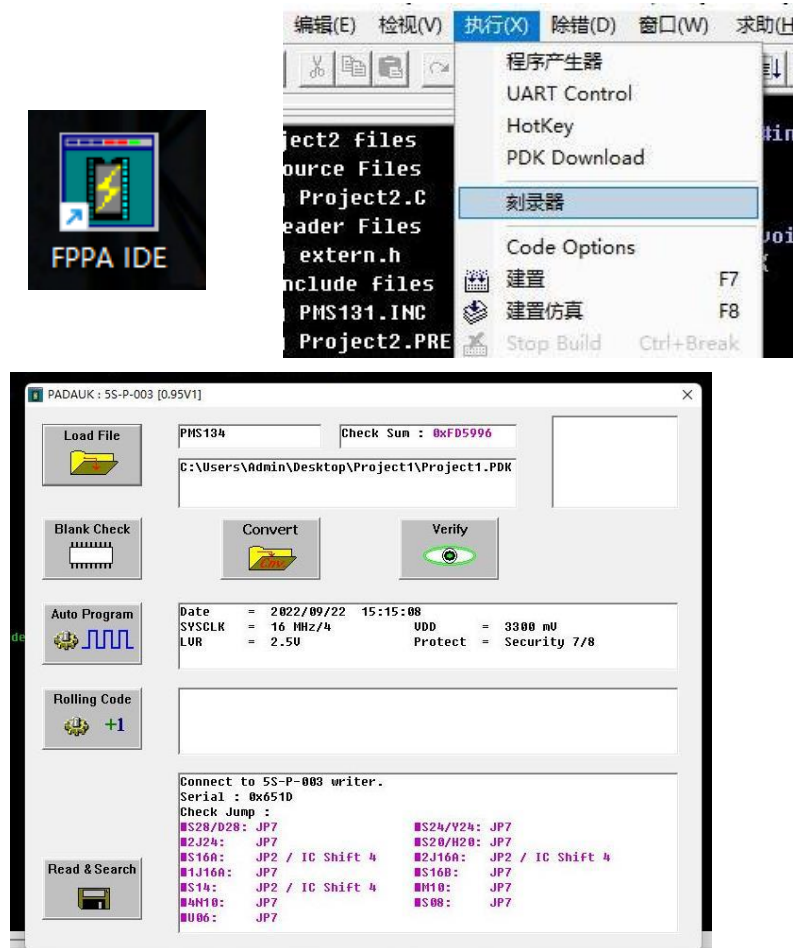 FPPA IDE
编辑(E) 检视(V) 执行(X) 除错(D) 窗口(W) 求助(H
程序产生器
UART Control
HotKey
PDK Download
刻录器
Code Options
建置 F7
建置仿真 F8
Stop Build Ctrl+Break
ject2 files
ource Files
Project2.C
eader Files
extern.h
nclude files
PMS131.INC
Project2.PRE
#in
voi
{
PADAUK : 5S-P-003 [0.95V1]
Load File
PMS134
Check Sum : 0xFD5996
C:\Users\Admin\Desktop\Project1\Project1.PDK
Blank Check
Convert
Cnv
Verify
Auto Program
Date = 2022/09/22 15:15:08
SYSCLK = 16 MHz/4 VDD = 3300 mV
LVR = 2.5V Protect = Security 7/8
de
Rolling Code
+1
Connect to 5S-P-003 writer.
Serial : 0x651D
Check Jump :
■S28/D28: JP7 ■S24/Y24: JP7
■2J24: JP7 ■S20/H20: JP7
■S16A: JP2 / IC Shift 4 ■2J16A: JP2 / IC Shift 4
■1J16A: JP7 ■S16B: JP7
■S14: JP2 / IC Shift 4 ■M10: JP7
■4N10: JP7 ■S08: JP7
■U06: JP7
Read & Search